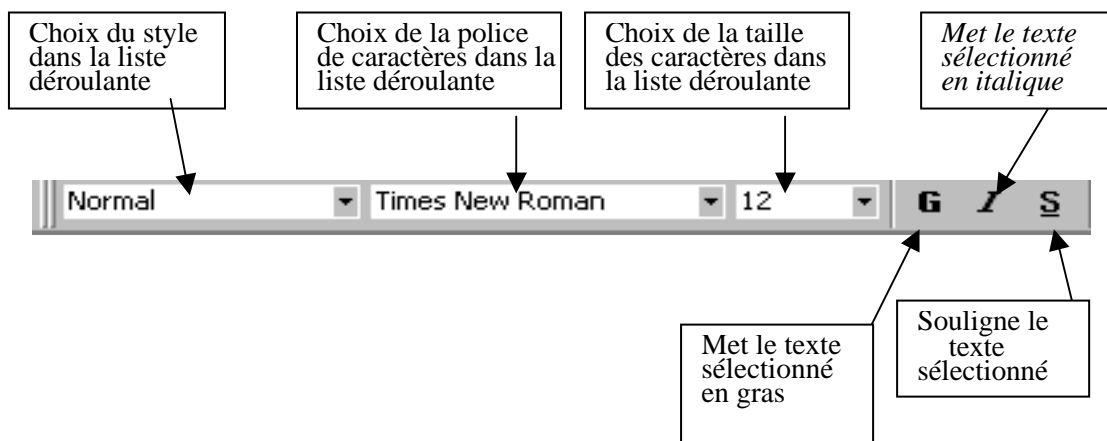 Choix du style
dans la liste
déroulante
Choix de la police
de caractères dans la
liste déroulante
Choix de la taille
des caractères dans
la liste déroulante
Met le texte
sélectionné
en italique
Normal
Times New Roman
12
G I S
Met le texte
sélectionné
en gras
Souligne le
texte
sélectionné